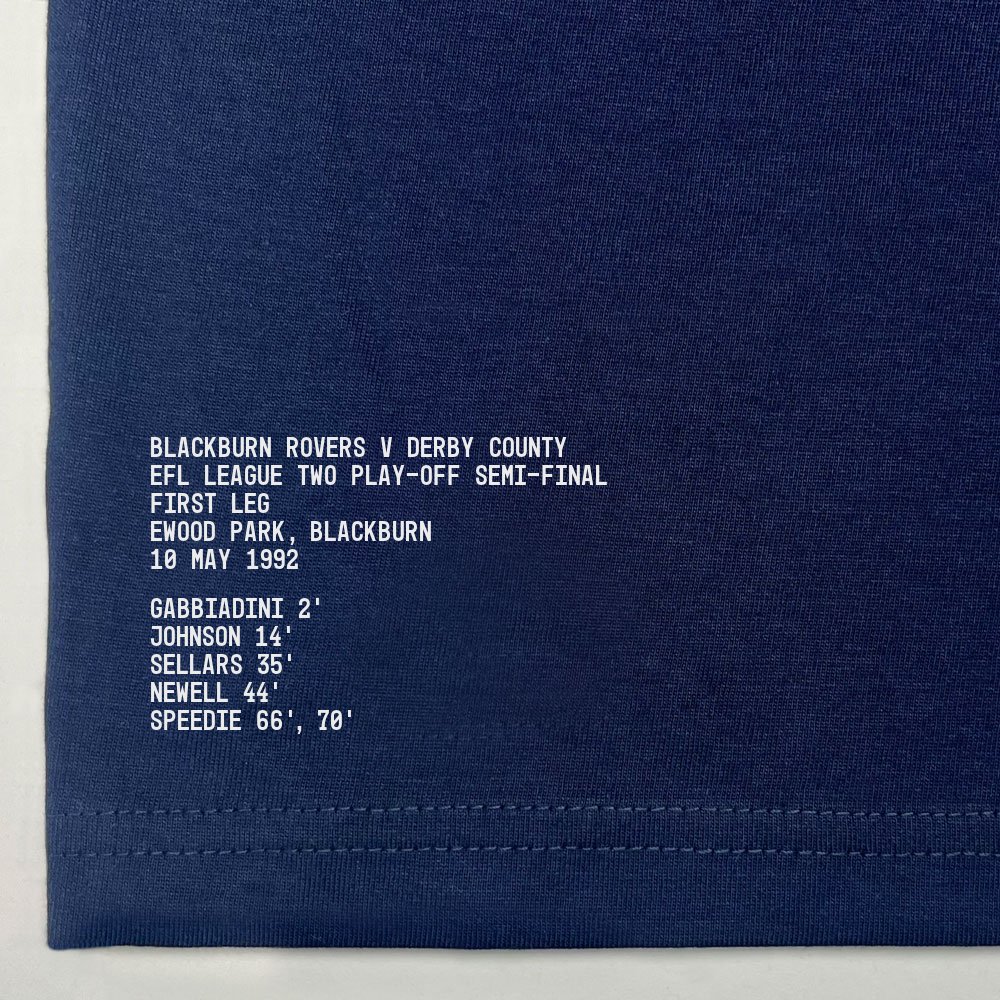 BLACKBURN ROVERS V DERBY COUNTY
EFL LEAGUE TWO PLAY-OFF SEMI-FINAL
FIRST LEG
EWOOD PARK, BLACKBURN
10 MAY 1992
GABBIADINI 2'
JOHNSON 14'
SELLARS 35'
NEWELL 44'
SPEEDIE 66', 70'